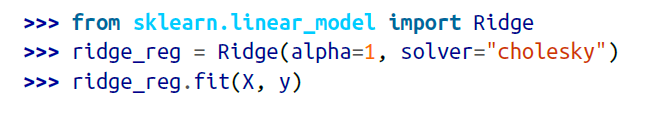 >>> from sklearn.linear_model import Ridge
>>> ridge_reg = Ridge(alpha=1, solver="cholesky")
>>> ridge_reg.fit(X, y)